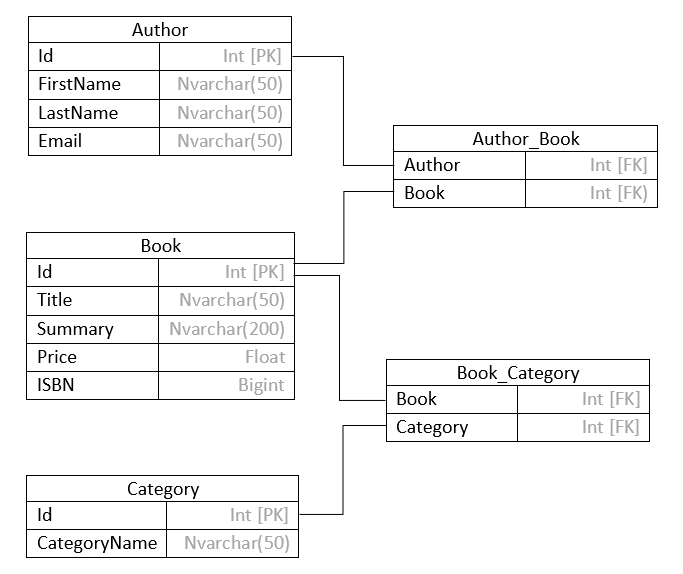 Author
Id Int [PK]
FirstName Nvarchar(50)
LastName Nvarchar(50)
Email Nvarchar(50)
Author_Book
Author Int [FK]
Book Int [FK)
Book
Id Int [PK]
Title Nvarchar(50)
Summary Nvarchar(200)
Price Float
ISBN Bigint
Book_Category
Book Int [FK]
Category Int [FK]
Category
Id Int [PK]
CategoryName Nvarchar(50)